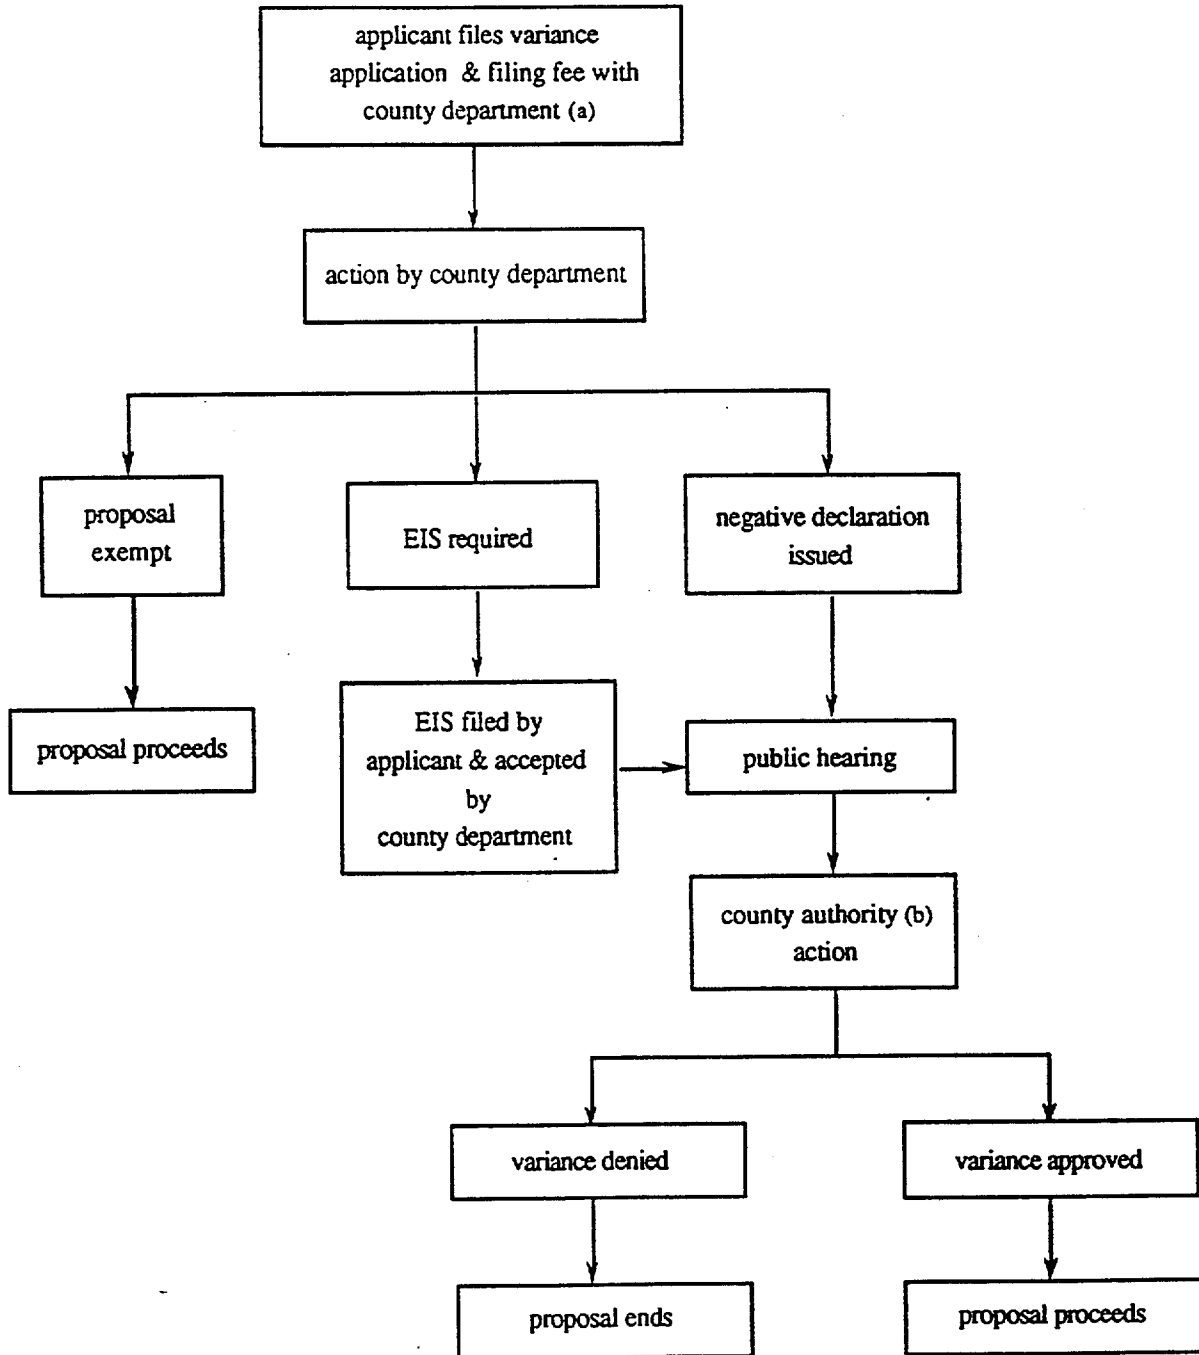 applicant files variance
application & filing fee with
county department (a)
action by county department
proposal
exempt
EIS required
negative declaration
issued
proposal proceeds
EIS filed by
applicant & accepted
by
county department
public hearing
county authority (b)
action
variance denied
variance approved
proposal ends
proposal proceeds